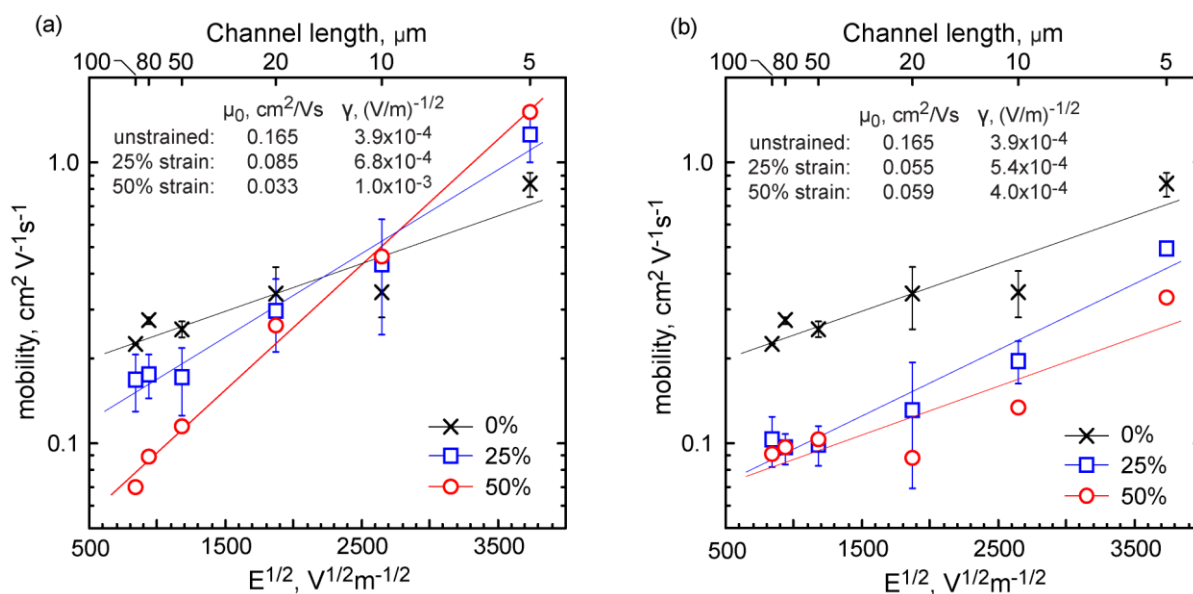 (a)
Channel length, μm
100 80 50 20 10 5
μ₀, cm²/Vs γ, (V/m)⁻¹/²
unstrained: 0.165 3.9x10⁻⁴
25% strain: 0.085 6.8x10⁻⁴
50% strain: 0.033 1.0x10⁻³
1.0
0.1
mobility, cm² V⁻¹s⁻¹
0%
25%
50%
500 1500 2500 3500
E¹/², V¹/²m⁻¹/²
(b)
Channel length, μm
100 80 50 20 10 5
μ₀, cm²/Vs γ, (V/m)⁻¹/²
unstrained: 0.165 3.9x10⁻⁴
25% strain: 0.055 5.4x10⁻⁴
50% strain: 0.059 4.0x10⁻⁴
1.0
0.1
mobility, cm² V⁻¹s⁻¹
0%
25%
50%
500 1500 2500 3500
E¹/², V¹/²m⁻¹/²